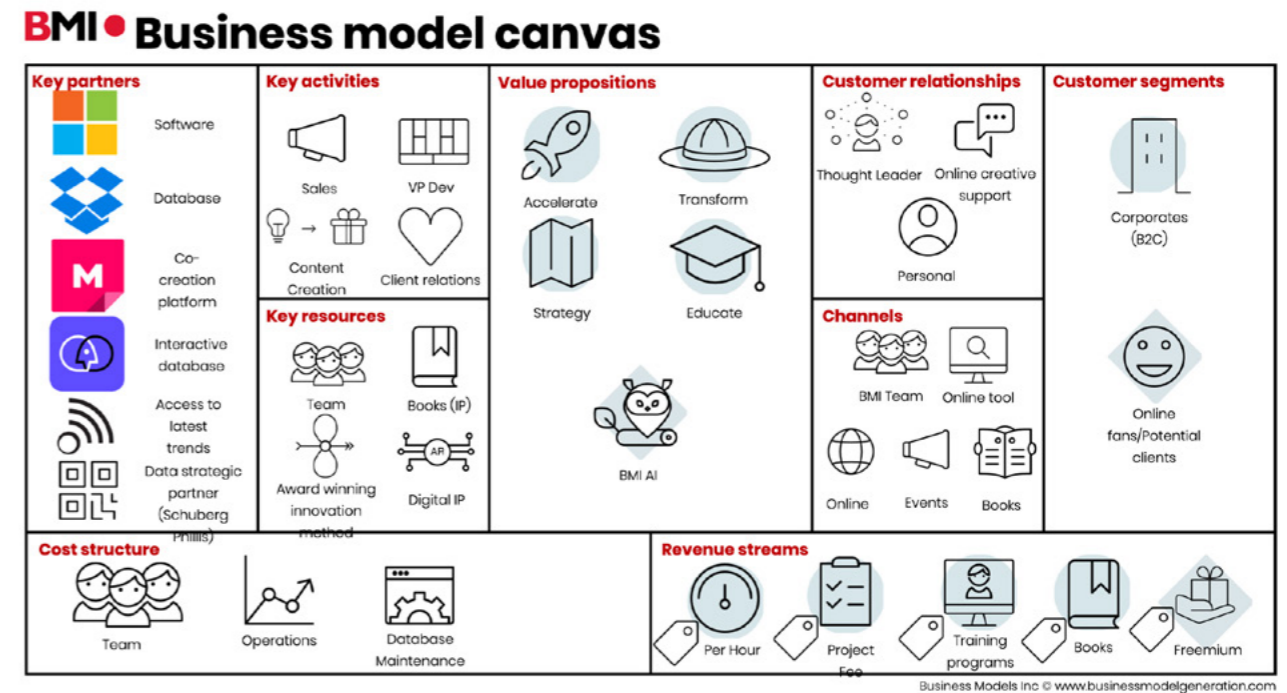 BMI Business model canvas
Key partners
Software
Database
M
Co-
creation
platform
Interactive
database
Access to
latest
trends
Data strategic
partner
(Schuberg
Phillis)
Key activities
Sales
VP Dev
Content
Creation
Client relations
Key resources
Team
Books (IP)
Award winning
innovation
method
AR
Digital IP
Value propositions
Accelerate
Transform
Strategy
Educate
BMI AI
Customer relationships
Thought Leader
Online creative
support
Personal
Channels
BMI Team
Online tool
Online
Events
Books
Customer segments
Corporates
(B2C)
Online
fans/Potential
clients
Cost structure
Team
Operations
Database
Maintenance
Revenue streams
Per Hour
Project
Fee
Training
programs
Books
Freemium
Business Models Inc © www.businessmodelgeneration.com